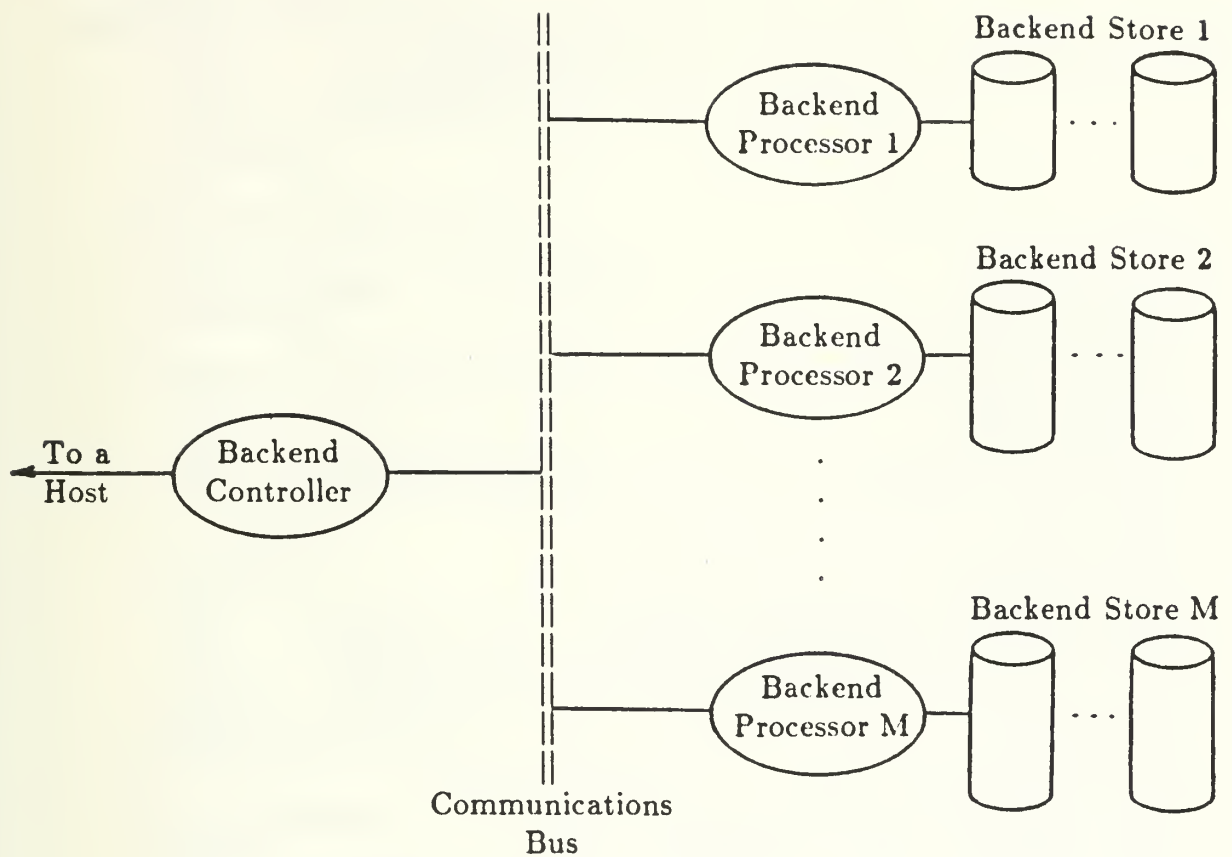 Backend Store 1
Backend
Processor 1
. . .
Backend Store 2
Backend
Processor 2
. . .
To a
Host
Backend
Controller
.
.
.
Backend Store M
Backend
Processor M
. . .
Communications
Bus